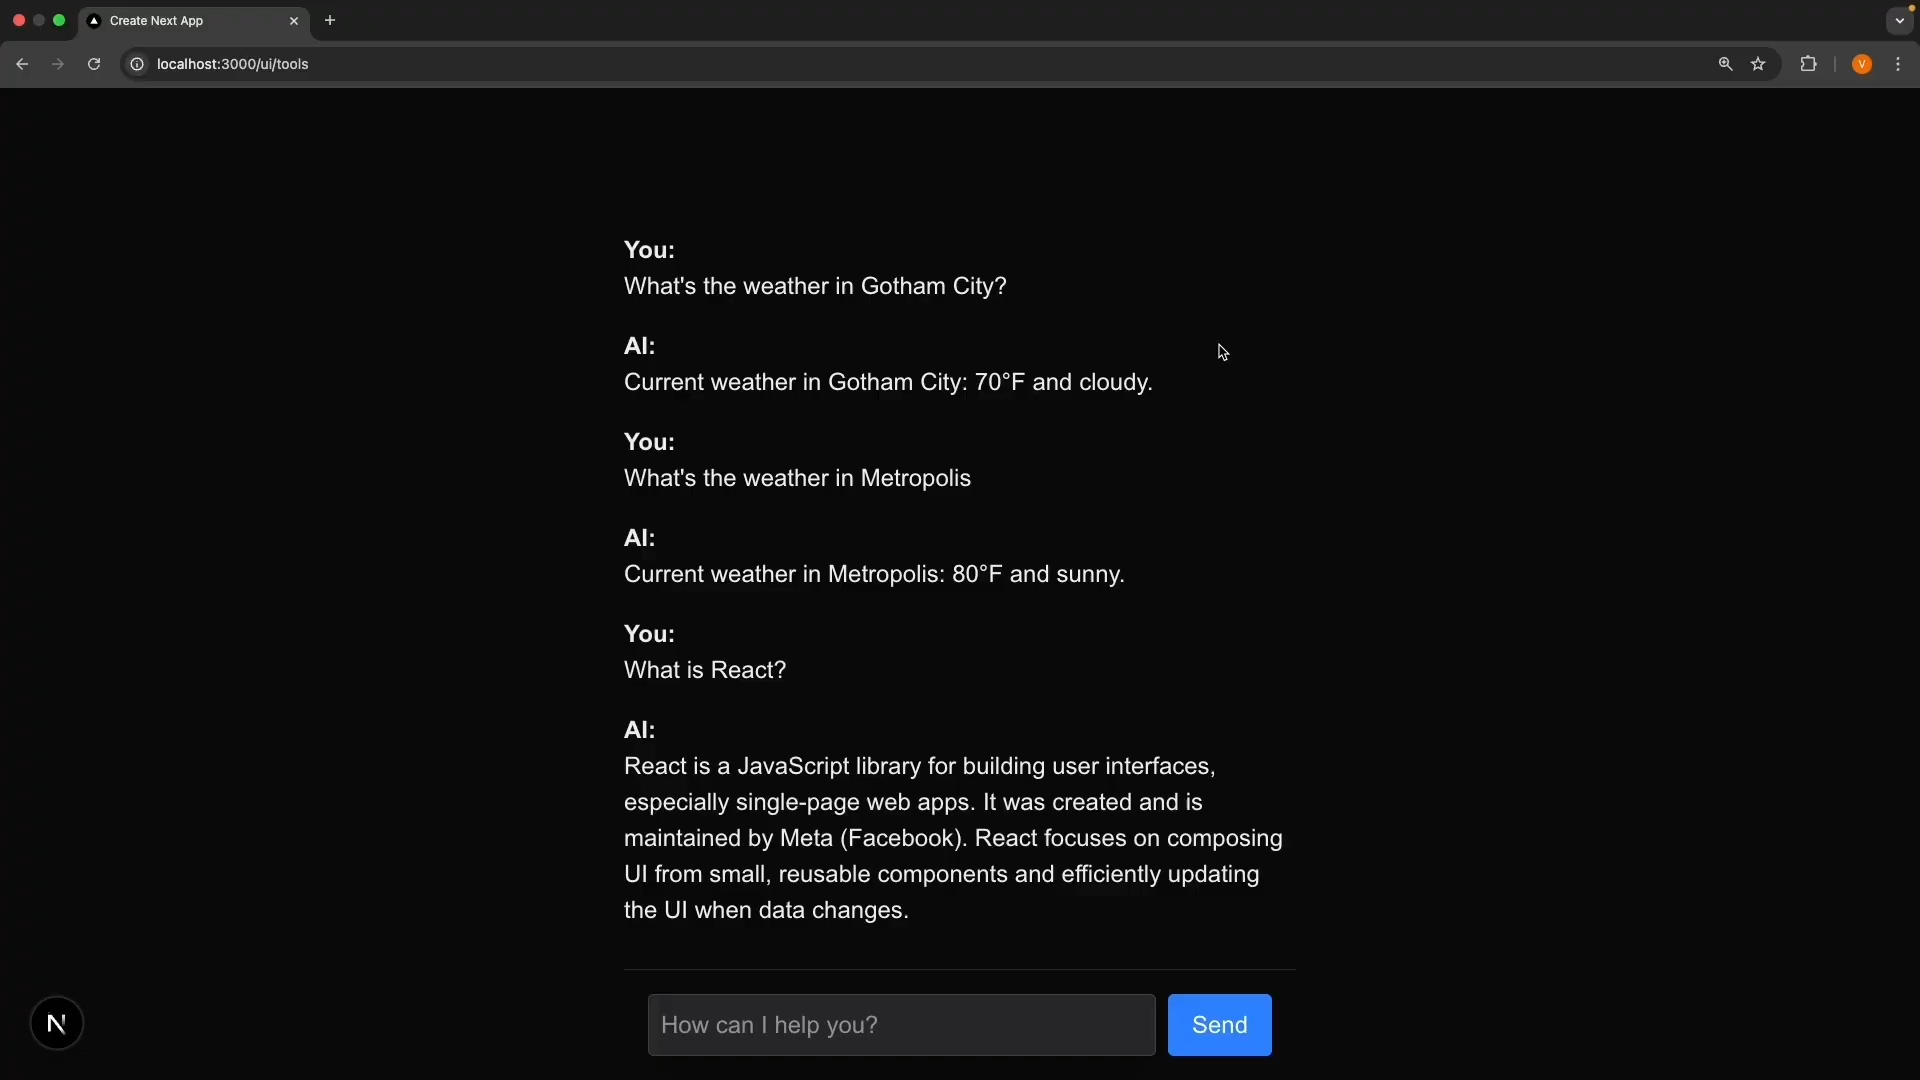 Create Next App
localhost:3000/ui/tools
V
You:
What's the weather in Gotham City?
AI:
Current weather in Gotham City: 70°F and cloudy.
You:
What's the weather in Metropolis
AI:
Current weather in Metropolis: 80°F and sunny.
You:
What is React?
AI:
React is a JavaScript library for building user interfaces,
especially single-page web apps. It was created and is
maintained by Meta (Facebook). React focuses on composing
UI from small, reusable components and efficiently updating
the UI when data changes.
N
How can I help you?
Send